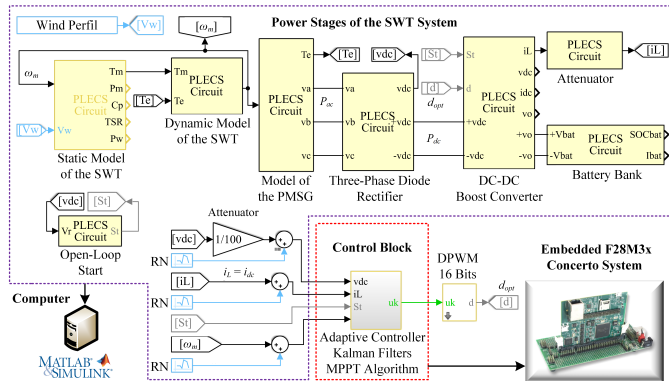 Power Stages of the SWT System
Wind Perfil
[Vw]
[ωm]
ωm
PLECS
Circuit
Tm
Pm
Cp
TSR
Pw
[Vw]
Vw
Static Model
of the SWT
[Te]
Tm
Te
PLECS
Circuit
Dynamic Model
of the SWT
PLECS
Circuit
Te
va
vb
vc
Model of
the PMSG
[Te]
Pac
[vdc]
va
vb
vc
PLECS
Circuit
vdc
+vdc
-vdc
Three-Phase Diode
Rectifier
[St]
[d]
dopt
Pdc
St
d
+vdc
-vdc
PLECS
Circuit
iL
vdc
idc
vo
+vo
-vo
DC-DC
Boost Converter
PLECS
Circuit
Attenuator
[iL]
+Vbat
-Vbat
PLECS
Circuit
SOCbat
Ibat
Battery Bank
[vdc]
[St]
Vr
PLECS
Circuit
St
Open-Loop
Start
Computer
MATLAB
&SIMULINK
Attenuator
[vdc]
1/100
RN
[iL]
iL = idc
RN
[St]
[ωm]
RN
Control Block
vdc
iL
St
uk
Adaptive Controller
Kalman Filters
MPPT Algorithm
DPWM
16 Bits
uk
d
dopt
[d]
Embedded F28M3x
Concerto System